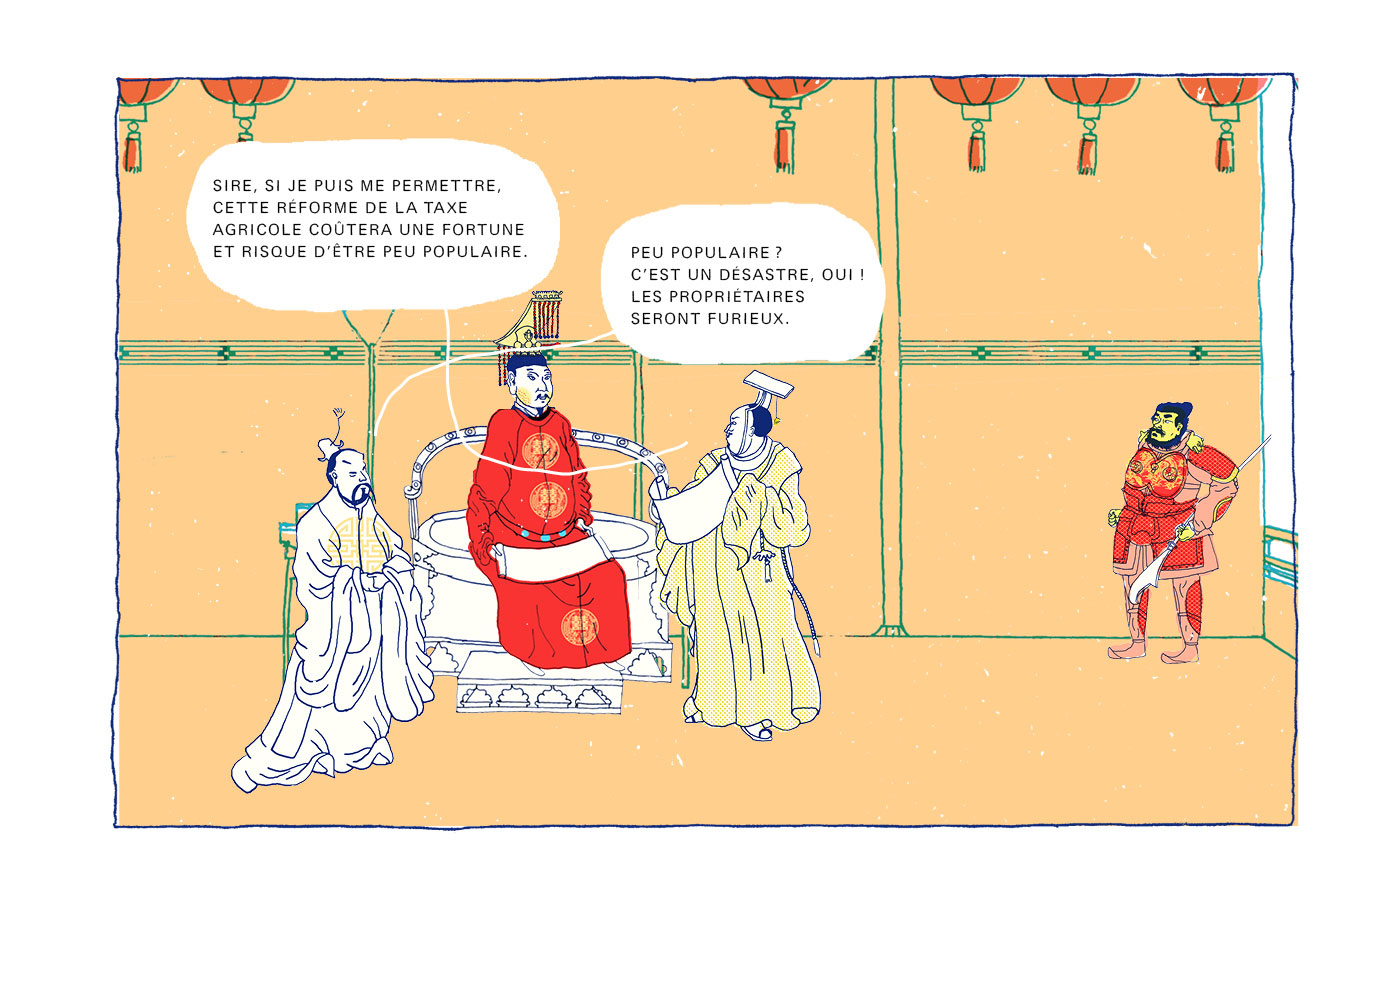 SIRE, SI JE PUIS ME PERMETTRE,
CETTE RÉFORME DE LA TAXE
AGRICOLE COÛTERA UNE FORTUNE
ET RISQUE D’ÊTRE PEU POPULAIRE.
PEU POPULAIRE ?
C’EST UN DÉSASTRE, OUI !
LES PROPRIÉTAIRES
SERONT FURIEUX.